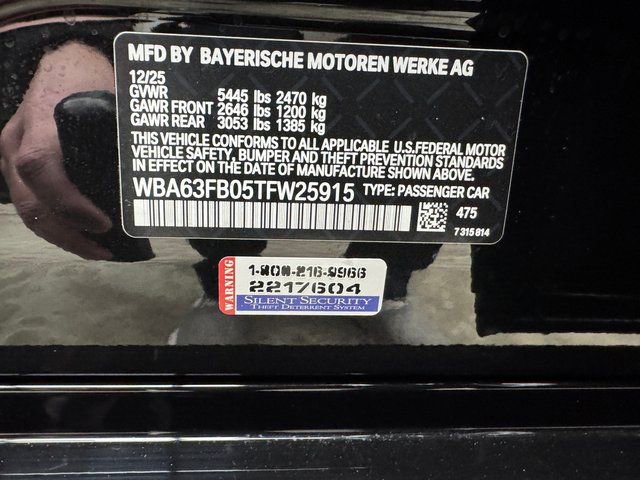 MFD BY BAYERISCHE MOTOREN WERKE AG
12/25
GVWR 5445 lbs 2470 kg
GAWR FRONT 2646 lbs 1200 kg
GAWR REAR 3053 lbs 1385 kg
THIS VEHICLE CONFORMS TO ALL APPLICABLE U.S.FEDERAL MOTOR
VEHICLE SAFETY, BUMPER AND THEFT PREVENTION STANDARDS
IN EFFECT ON THE DATE OF MANUFACTURE SHOWN ABOVE.
WBA63FB05TFW25915 TYPE: PASSENGER CAR
475
7315814
WARNING
1-800-216-9966
2217604
SILENT SECURITY
THEFT DETERRENT SYSTEM